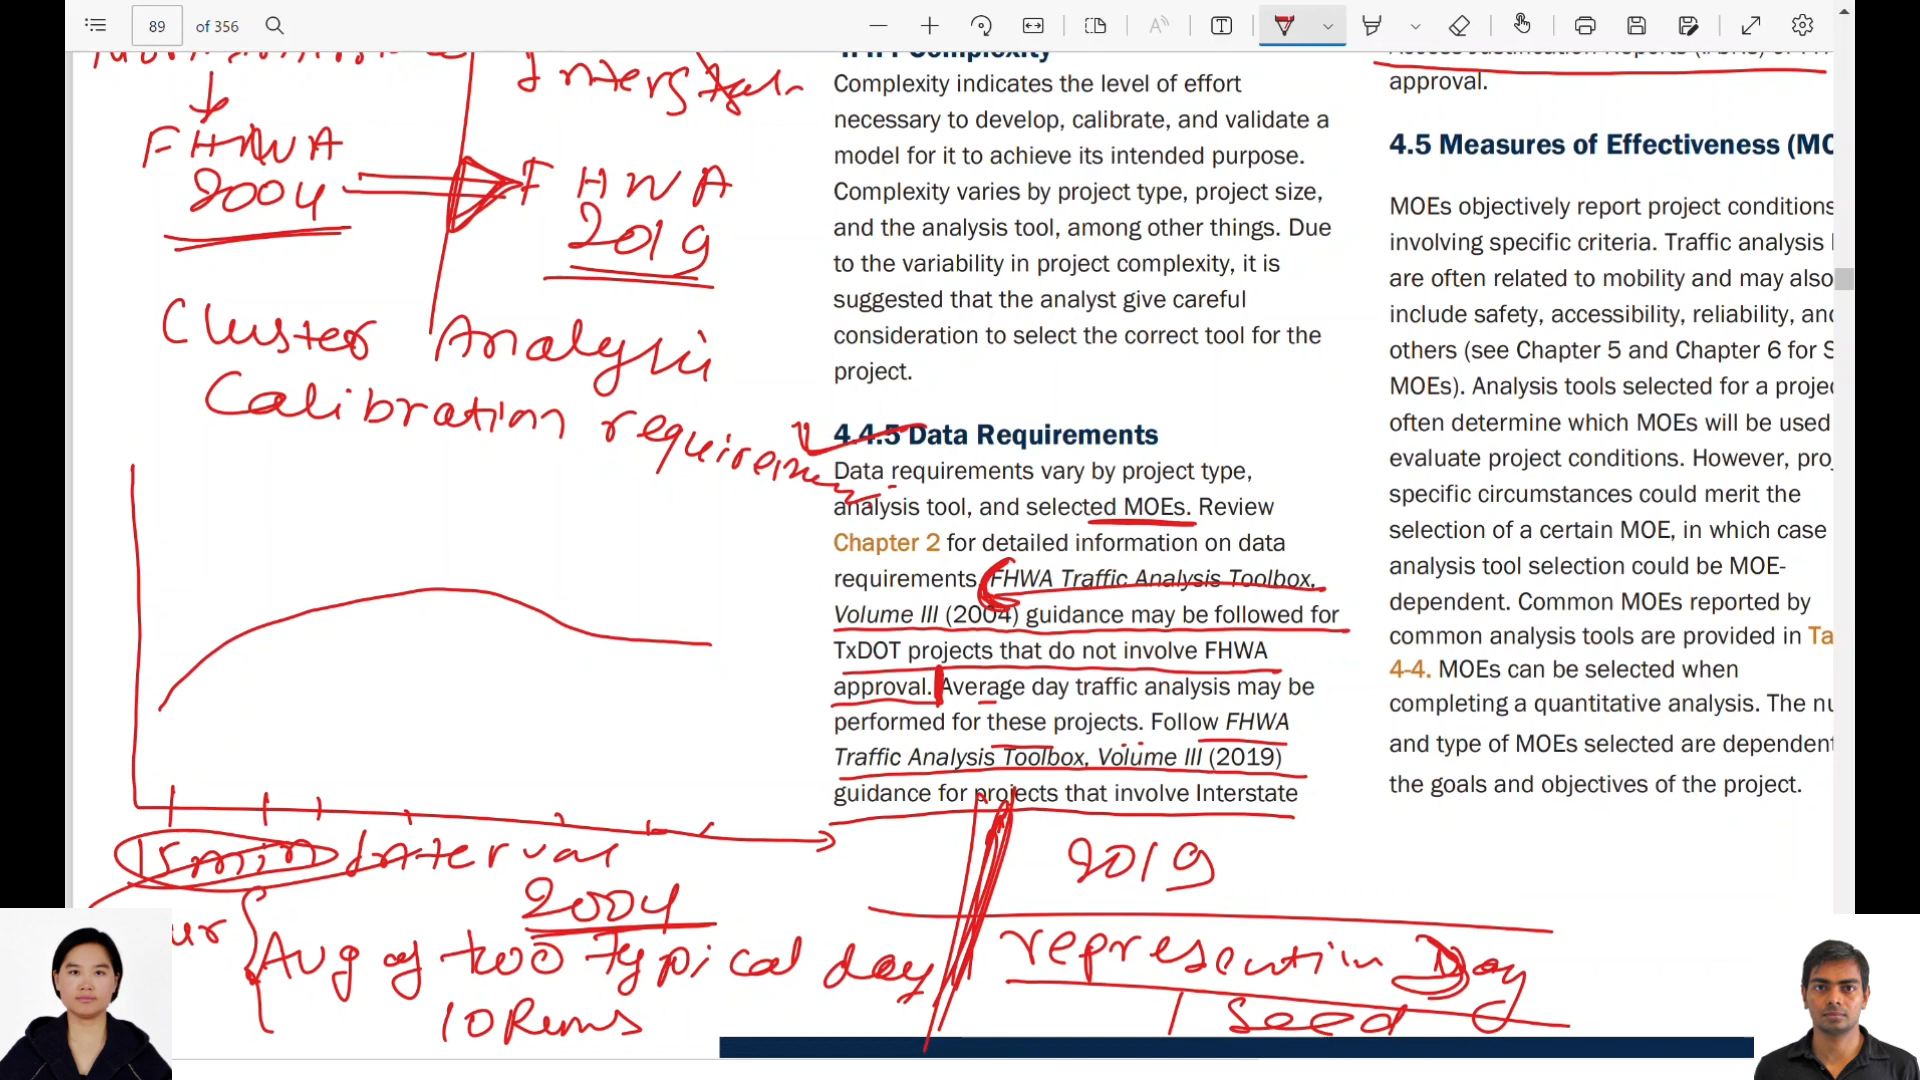 89
of 356
FHWA
2004
Inters
FHWA
2019
Cluster Analysis
Calibration requirem
15 min Interval
ur
2004
Avg of two typical day
10 Runs
4.4.4 Complexity
Complexity indicates the level of effort
necessary to develop, calibrate, and validate a
model for it to achieve its intended purpose.
Complexity varies by project type, project size,
and the analysis tool, among other things. Due
to the variability in project complexity, it is
suggested that the analyst give careful
consideration to select the correct tool for the
project.
4.4.5 Data Requirements
Data requirements vary by project type,
analysis tool, and selected MOEs. Review
Chapter 2 for detailed information on data
requirements. FHWA Traffic Analysis Toolbox,
Volume III (2004) guidance may be followed for
TxDOT projects that do not involve FHWA
approval. Average day traffic analysis may be
performed for these projects. Follow FHWA
Traffic Analysis Toolbox, Volume III (2019)
guidance for projects that involve Interstate
2019
representin Day
1 Seed
approval.
4.5 Measures of Effectiveness (MO
MOEs objectively report project conditions
involving specific criteria. Traffic analysis
are often related to mobility and may also
include safety, accessibility, reliability, and
others (see Chapter 5 and Chapter 6 for S
MOEs). Analysis tools selected for a projec
often determine which MOEs will be used
evaluate project conditions. However, proj
specific circumstances could merit the
selection of a certain MOE, in which case
analysis tool selection could be MOE-
dependent. Common MOEs reported by
common analysis tools are provided in Ta
4-4. MOEs can be selected when
completing a quantitative analysis. The nu
and type of MOEs selected are dependent
the goals and objectives of the project.